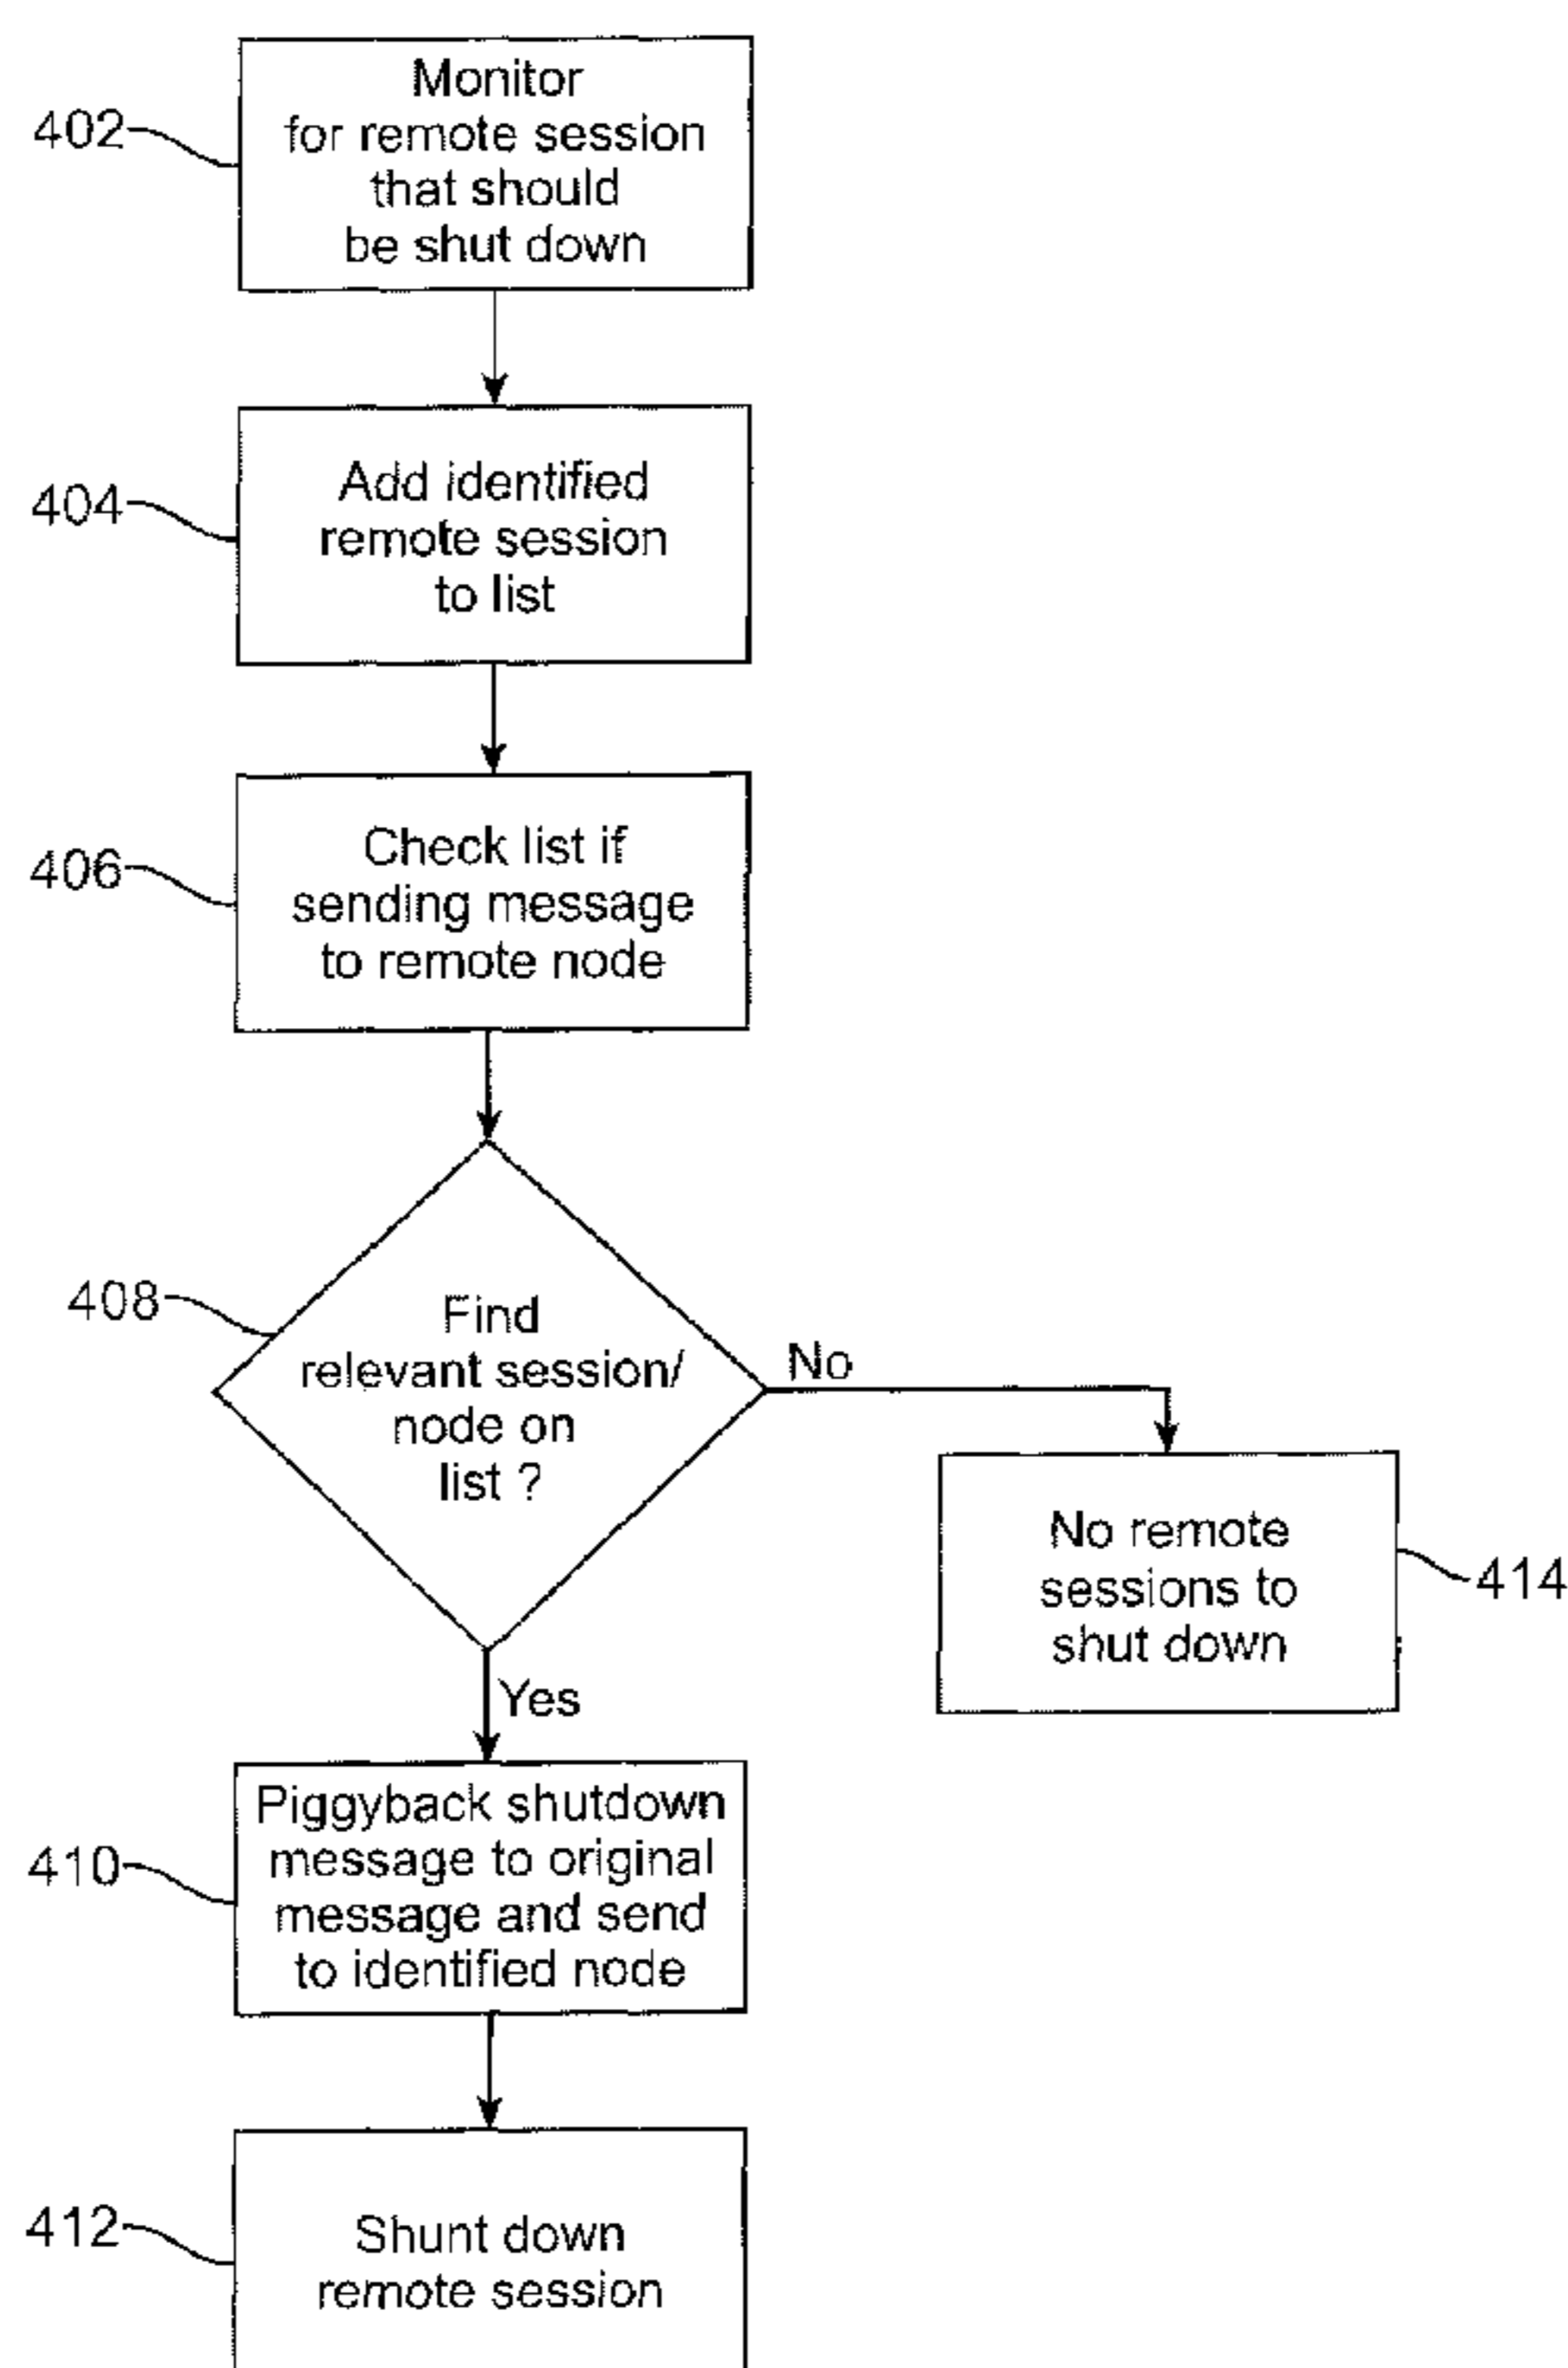 402
Monitor
for remote session
that should
be shut down
404
Add identified
remote session
to list
406
Check list if
sending message
to remote node
408
Find
relevant session/
node on
list ?
No
No remote
sessions to
shut down
414
Yes
410
Piggyback shutdown
message to original
message and send
to identified node
412
Shunt down
remote session